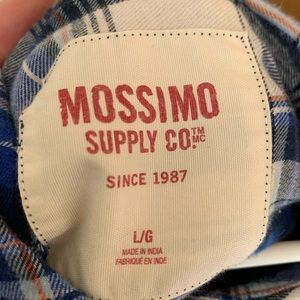 MOSSIMO
SUPPLY CO.™ MC
SINCE 1987
L/G
MADE IN INDIA
FABRIQUÉ EN INDE